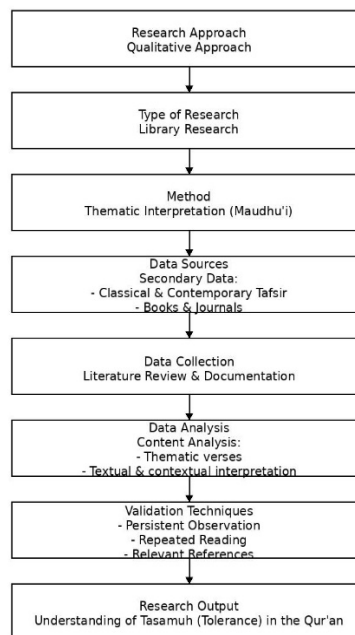 Research Approach
Qualitative Approach
Type of Research
Library Research
Method
Thematic Interpretation (Maudhu'i)
Data Sources
Secondary Data:
- Classical & Contemporary Tafsir
- Books & Journals
Data Collection
Literature Review & Documentation
Data Analysis
Content Analysis:
- Thematic verses
- Textual & contextual interpretation
Validation Techniques
- Persistent Observation
- Repeated Reading
- Relevant References
Research Output
Understanding of Tasamuh (Tolerance) in the Qur'an